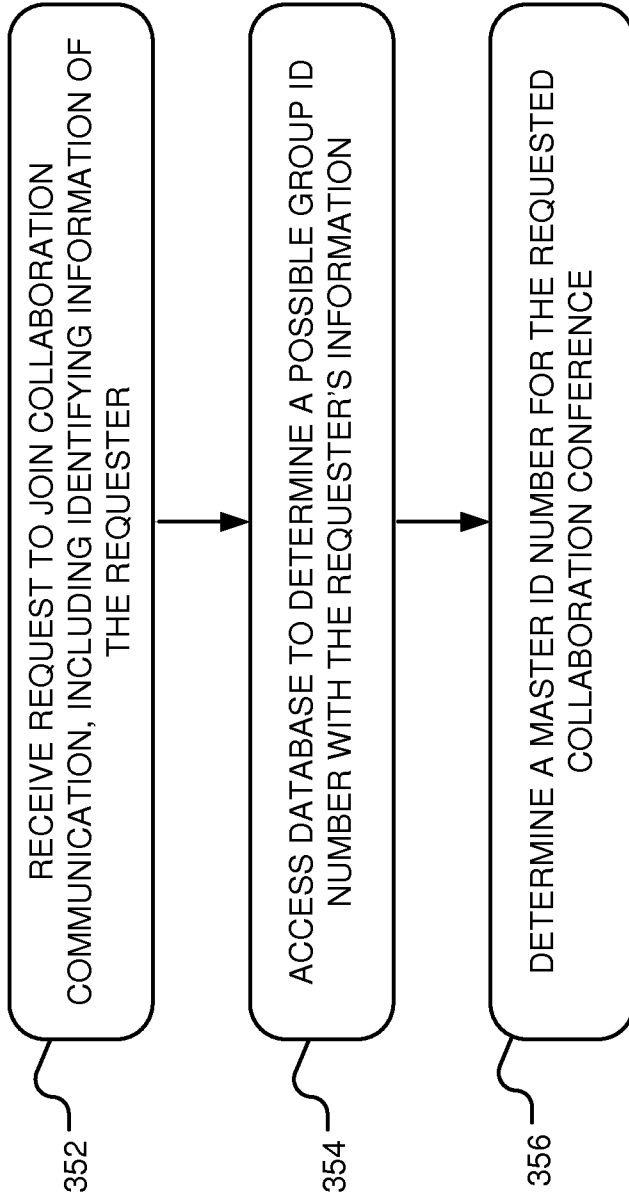 RECEIVE REQUEST TO JOIN COLLABORATION
COMMUNICATION, INCLUDING IDENTIFYING INFORMATION OF
THE REQUESTER
352
ACCESS DATABASE TO DETERMINE A POSSIBLE GROUP ID
NUMBER WITH THE REQUESTER'S INFORMATION
354
DETERMINE A MASTER ID NUMBER FOR THE REQUESTED
COLLABORATION CONFERENCE
356